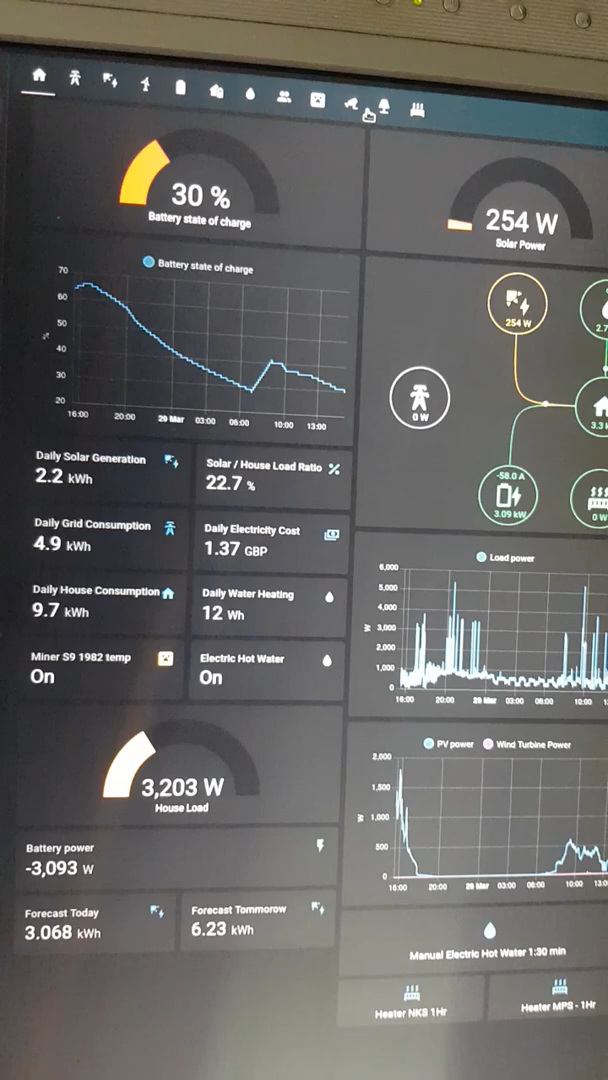 30 %
Battery state of charge
254 W
Solar Power
Battery state of charge
70
60
50
40
30
20
%
16:00 20:00 29 Mar 03:00 06:00 10:00 13:00
254 W
2.7
0 W
3.3
-58.0 A
3.09 kW
$$$
0 W
Daily Solar Generation
2.2 kWh
Solar / House Load Ratio
22.7 %
Daily Grid Consumption
4.9 kWh
Daily Electricity Cost
1.37 GBP
Daily House Consumption
9.7 kWh
Daily Water Heating
12 Wh
Miner S9 1982 temp
On
Electric Hot Water
On
Load power
6,000
5,000
4,000
3,000
2,000
1,000
0
W
16:00 20:00 29 Mar 03:00 06:00 10:00
3,203 W
House Load
PV power Wind Turbine Power
2,000
1,500
1,000
500
0
W
16:00 20:00 29 Mar 03:00 06:00 10:00 13:0
Battery power
-3,093 W
Forecast Today
3.068 kWh
Forecast Tommorow
6.23 kWh
Manual Electric Hot Water 1:30 min
Heater NKS 1Hr
Heater MPS - 1Hr